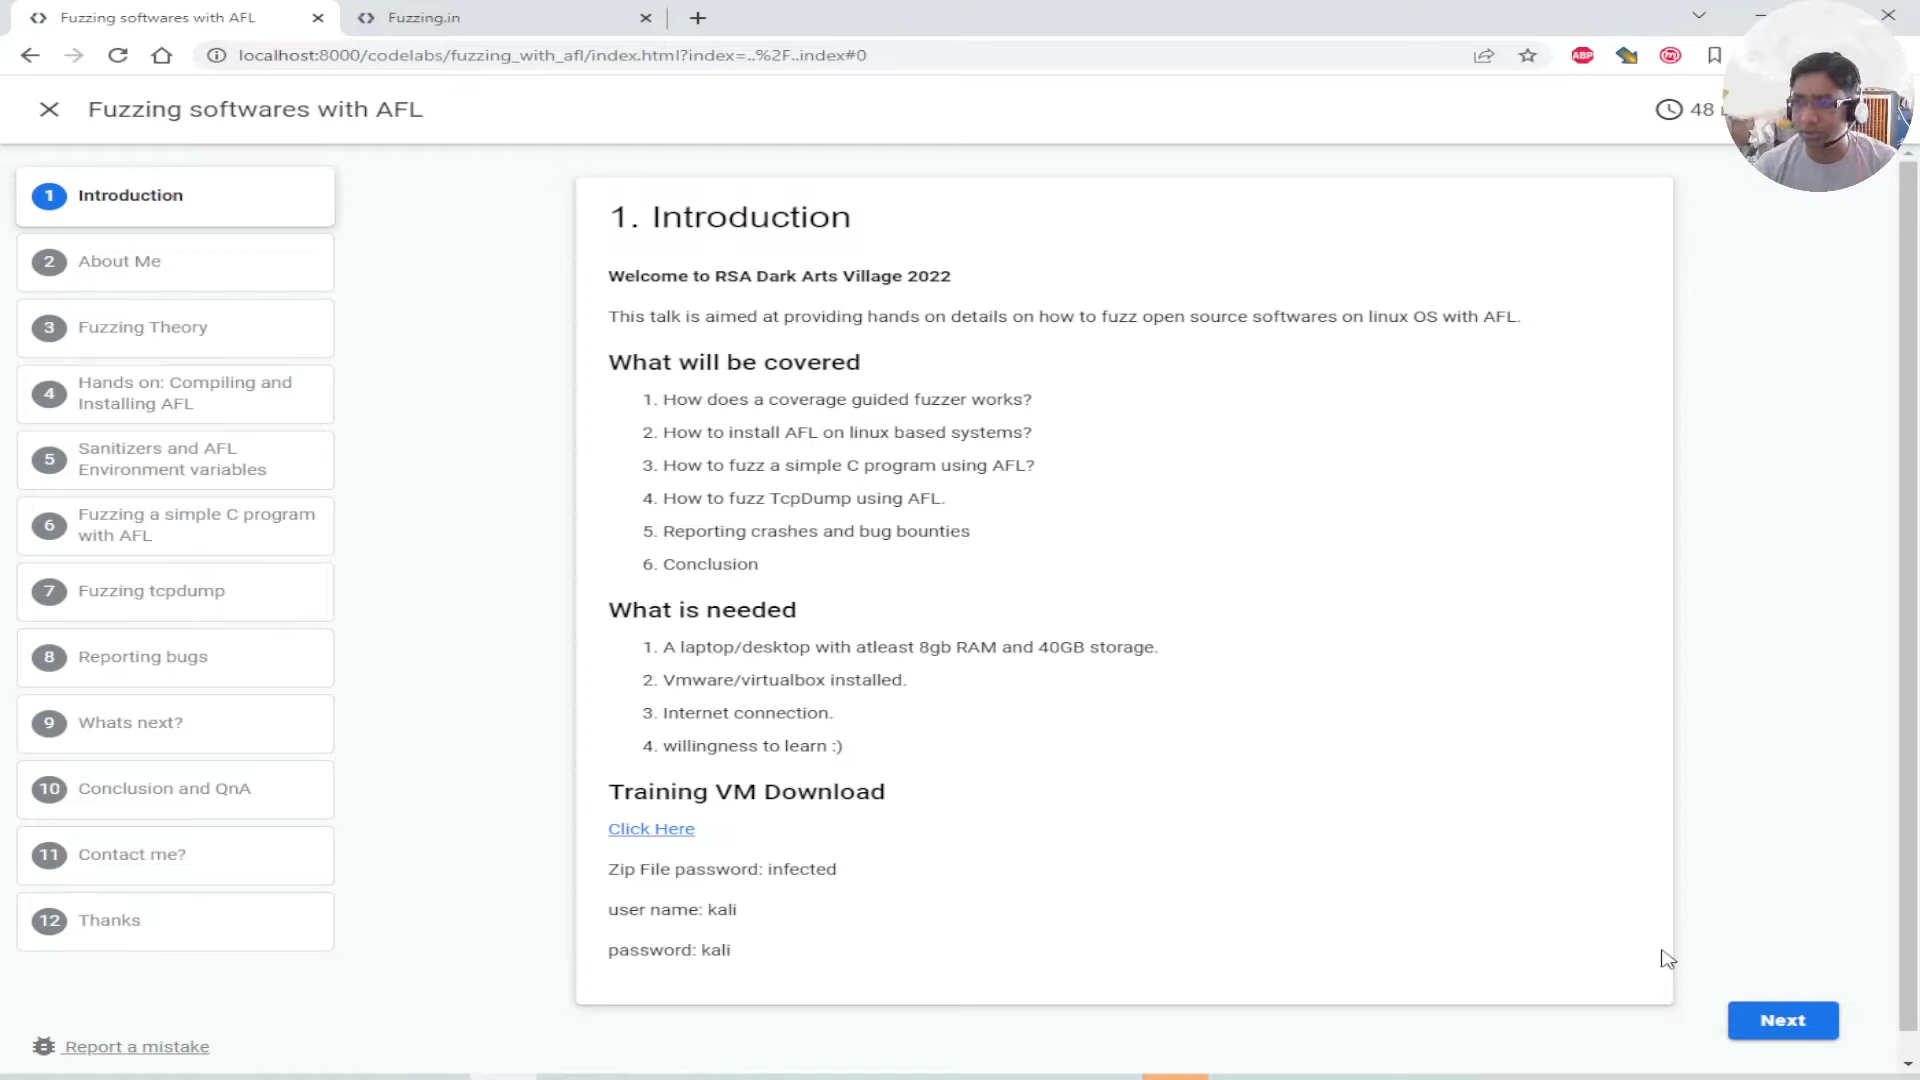 Fuzzing softwares with AFL
Fuzzing.in
localhost:8000/codelabs/fuzzing_with_afl/index.html?index=..%2F..index#0
ABP
Fuzzing softwares with AFL
48
1 Introduction
2 About Me
3 Fuzzing Theory
4 Hands on: Compiling and
Installing AFL
5 Sanitizers and AFL
Environment variables
6 Fuzzing a simple C program
with AFL
7 Fuzzing tcpdump
8 Reporting bugs
9 Whats next?
10 Conclusion and QnA
11 Contact me?
12 Thanks
Report a mistake
1. Introduction
Welcome to RSA Dark Arts Village 2022
This talk is aimed at providing hands on details on how to fuzz open source softwares on linux OS with AFL.
What will be covered
1. How does a coverage guided fuzzer works?
2. How to install AFL on linux based systems?
3. How to fuzz a simple C program using AFL?
4. How to fuzz TcpDump using AFL.
5. Reporting crashes and bug bounties
6. Conclusion
What is needed
1. A laptop/desktop with atleast 8gb RAM and 40GB storage.
2. Vmware/virtualbox installed.
3. Internet connection.
4. willingness to learn :)
Training VM Download
Click Here
Zip File password: infected
user name: kali
password: kali
Next